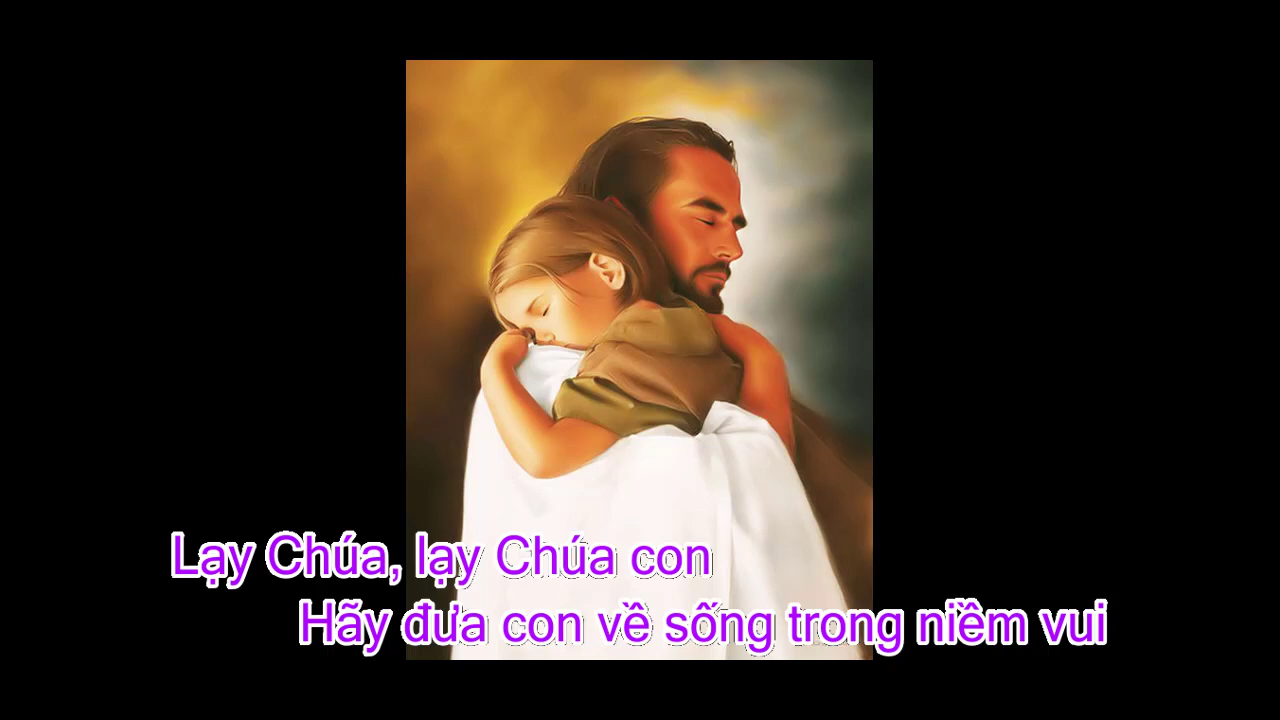 Lạy Chúa, lạy Chúa con
Hãy đưa con về sống trong niềm vui